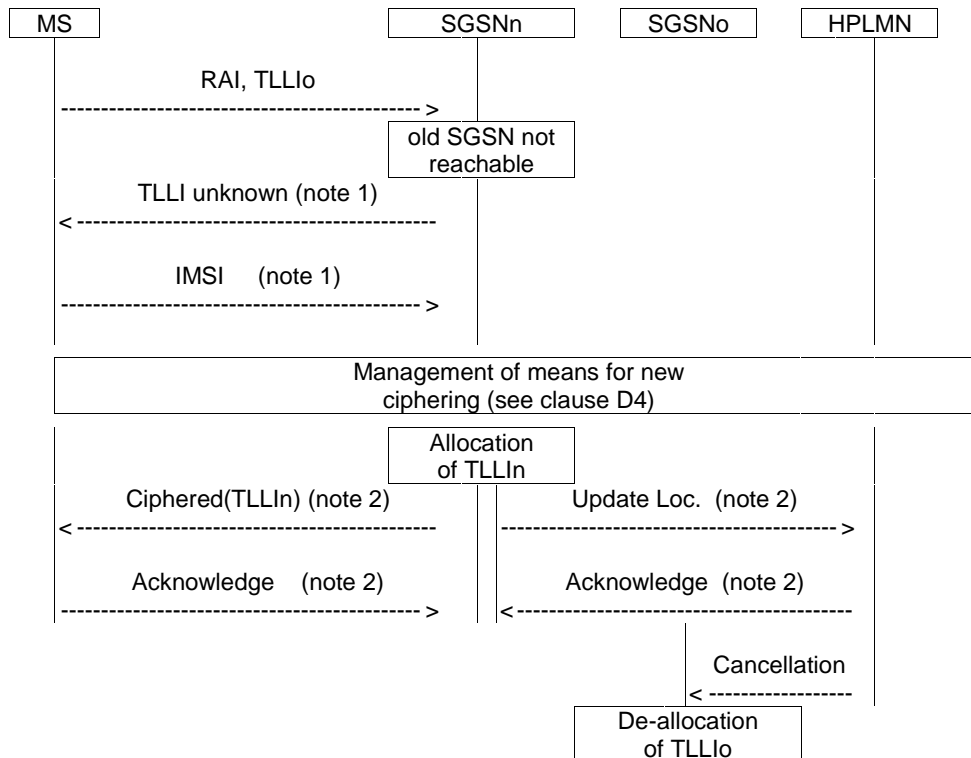 MS SGSNn SGSNo HPLMN
RAI, TLLIo
old SGSN not
reachable
TLLI unknown (note 1)
IMSI (note 1)
Management of means for new
ciphering (see clause D4)
Allocation
of TLLIn
Ciphered(TLLIn) (note 2) Update Loc. (note 2)
Acknowledge (note 2) Acknowledge (note 2)
Cancellation
De-allocation
of TLLIo